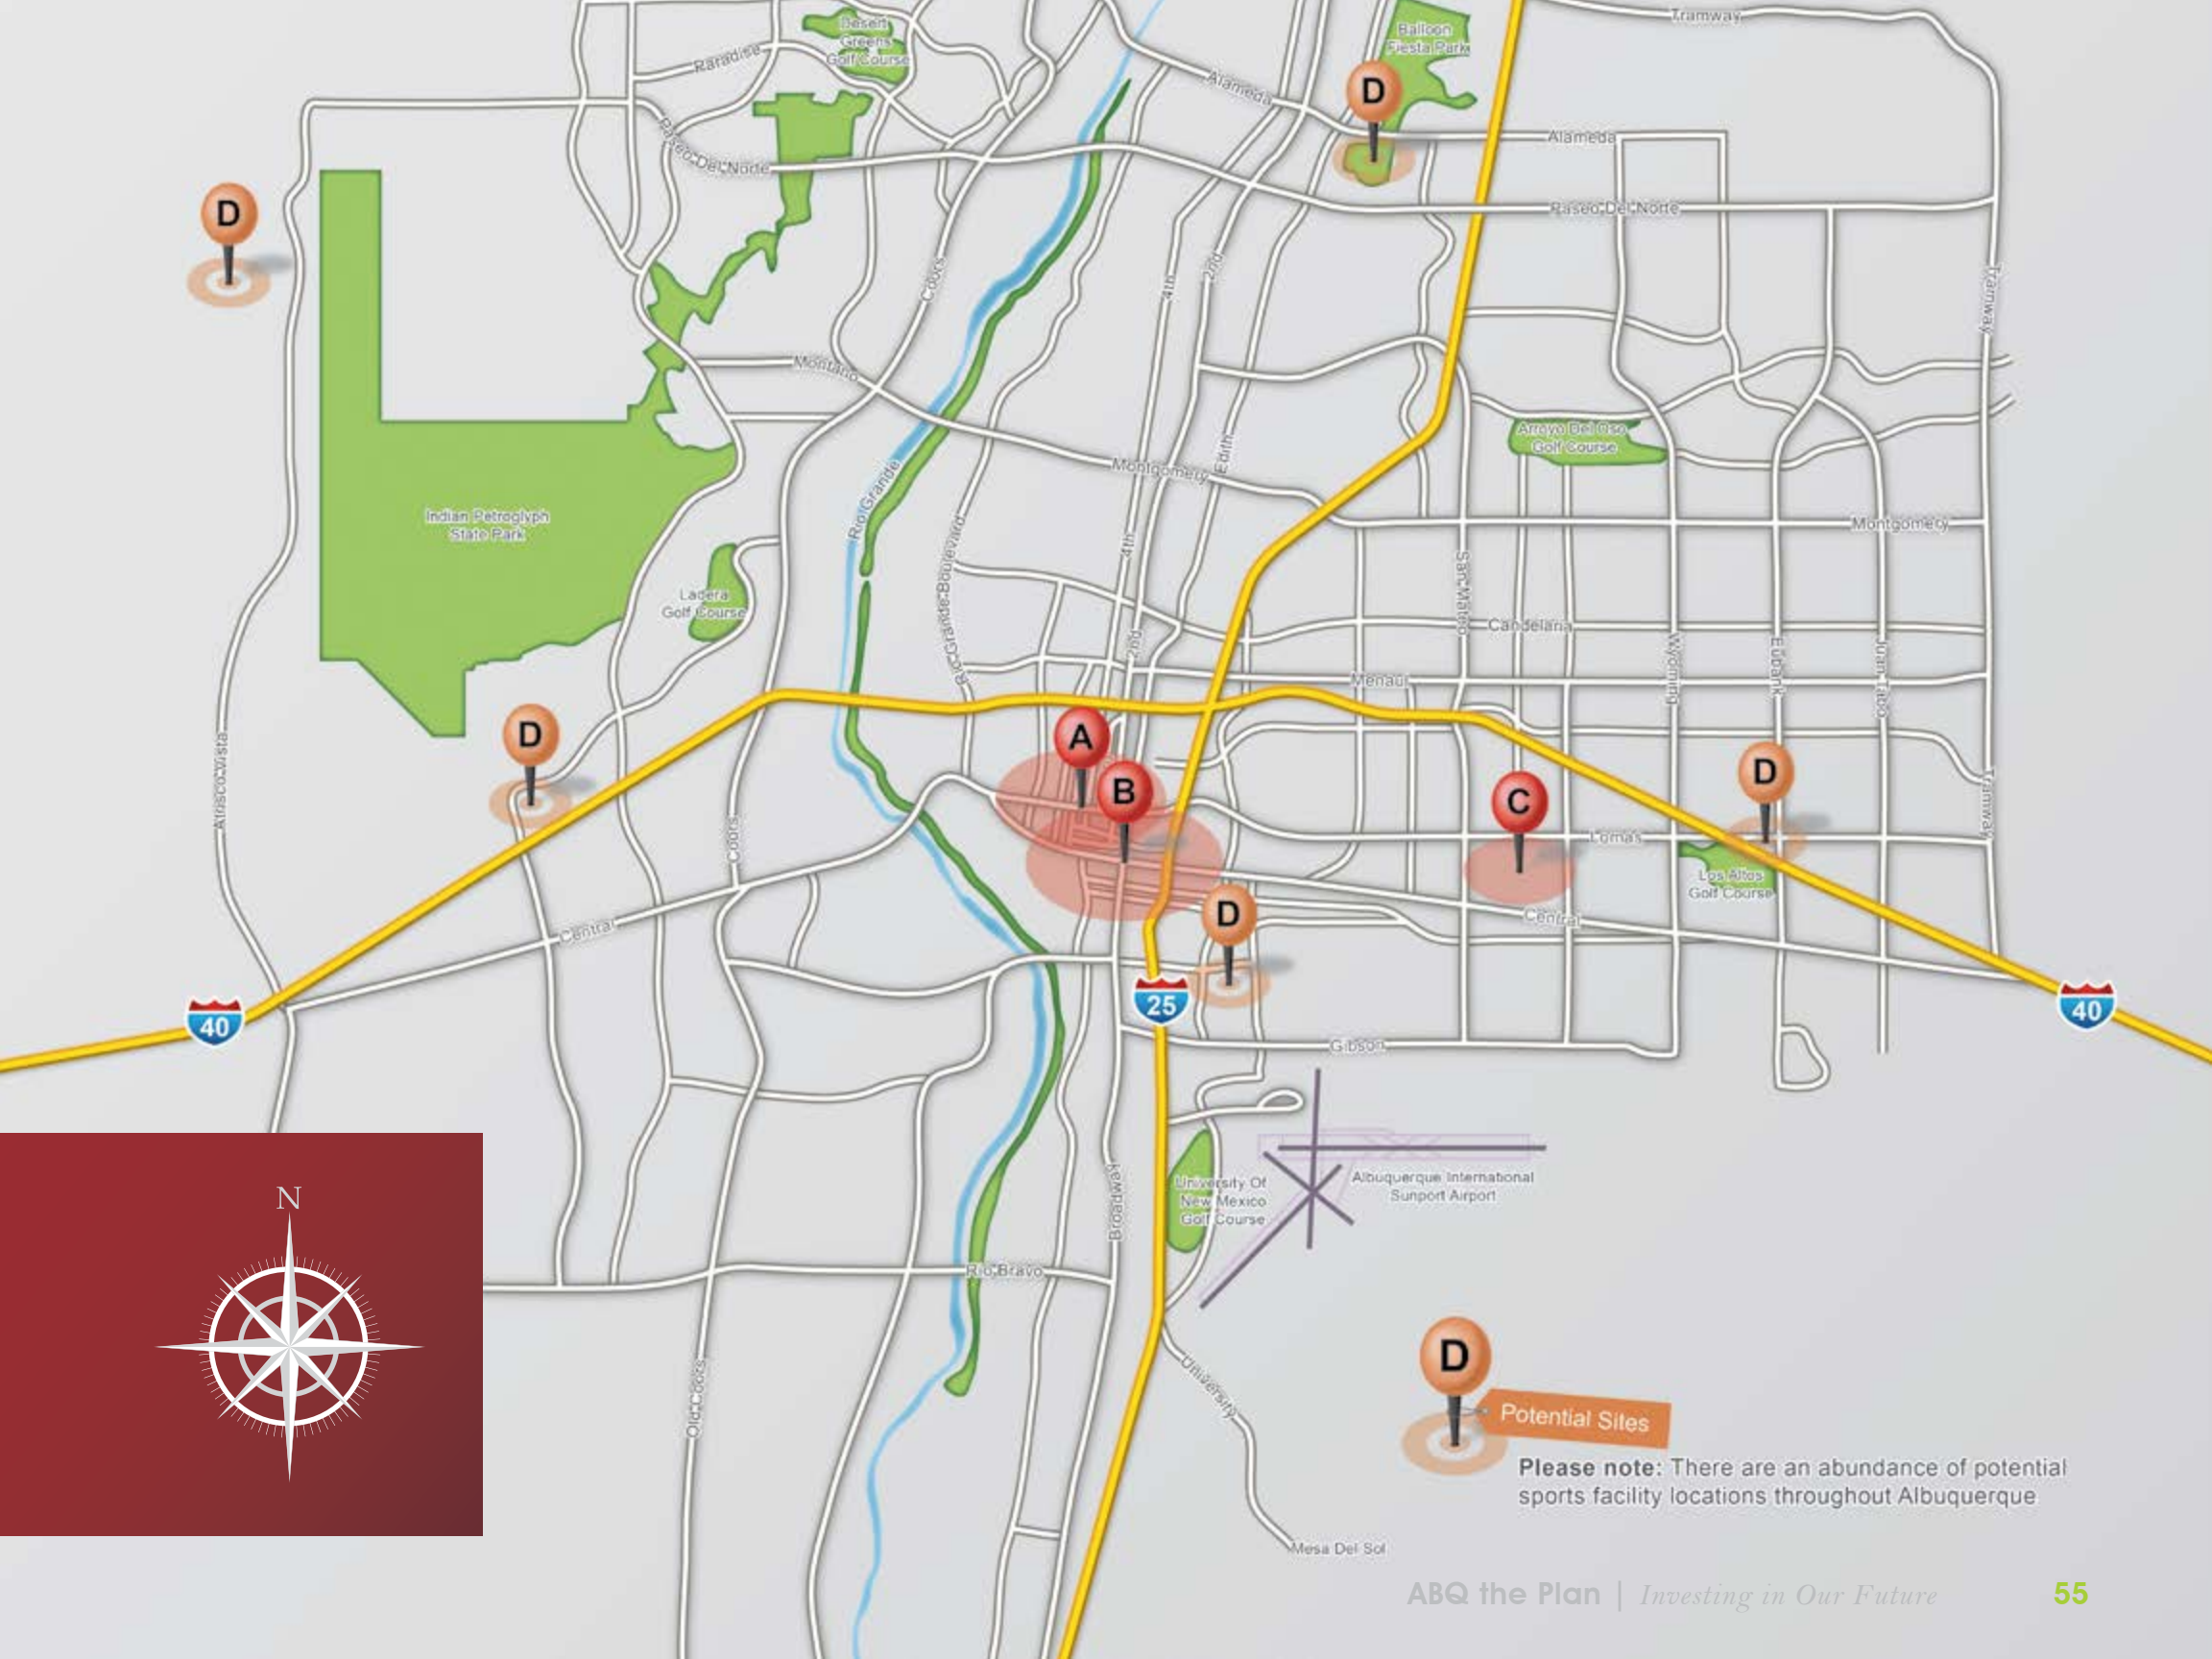 Tramway
Desert
Greens
Golf Course
Balloon
Fiesta Park
Paradise
Alameda
D
Alameda
Paseo Del Norte
D
Paseo Del Norte
Coors
4th
2nd
Tramway
Montano
Arroyo Del Oso
Golf Course
Montgomery
Edith
Rio Grande
Indian Petroglyph
State Park
Montgomery
4th
Rio Grande Boulevard
San Mateo
Ladera
Golf Course
Candelaria
2nd
Wyoming
Eubank
Juan Tabo
Menaul
D
A
B
C
D
Atrisco Vista
Coors
Tramway
Lomas
Los Altos
Golf Course
D
Central
Central
40
25
40
Gibson
N
Broadway
University Of
New Mexico
Golf Course
Albuquerque International
Sunport Airport
Rio Bravo
Old Coors
University
D
Potential Sites
Please note: There are an abundance of potential
sports facility locations throughout Albuquerque
Mesa Del Sol
ABQ the Plan | Investing in Our Future 55